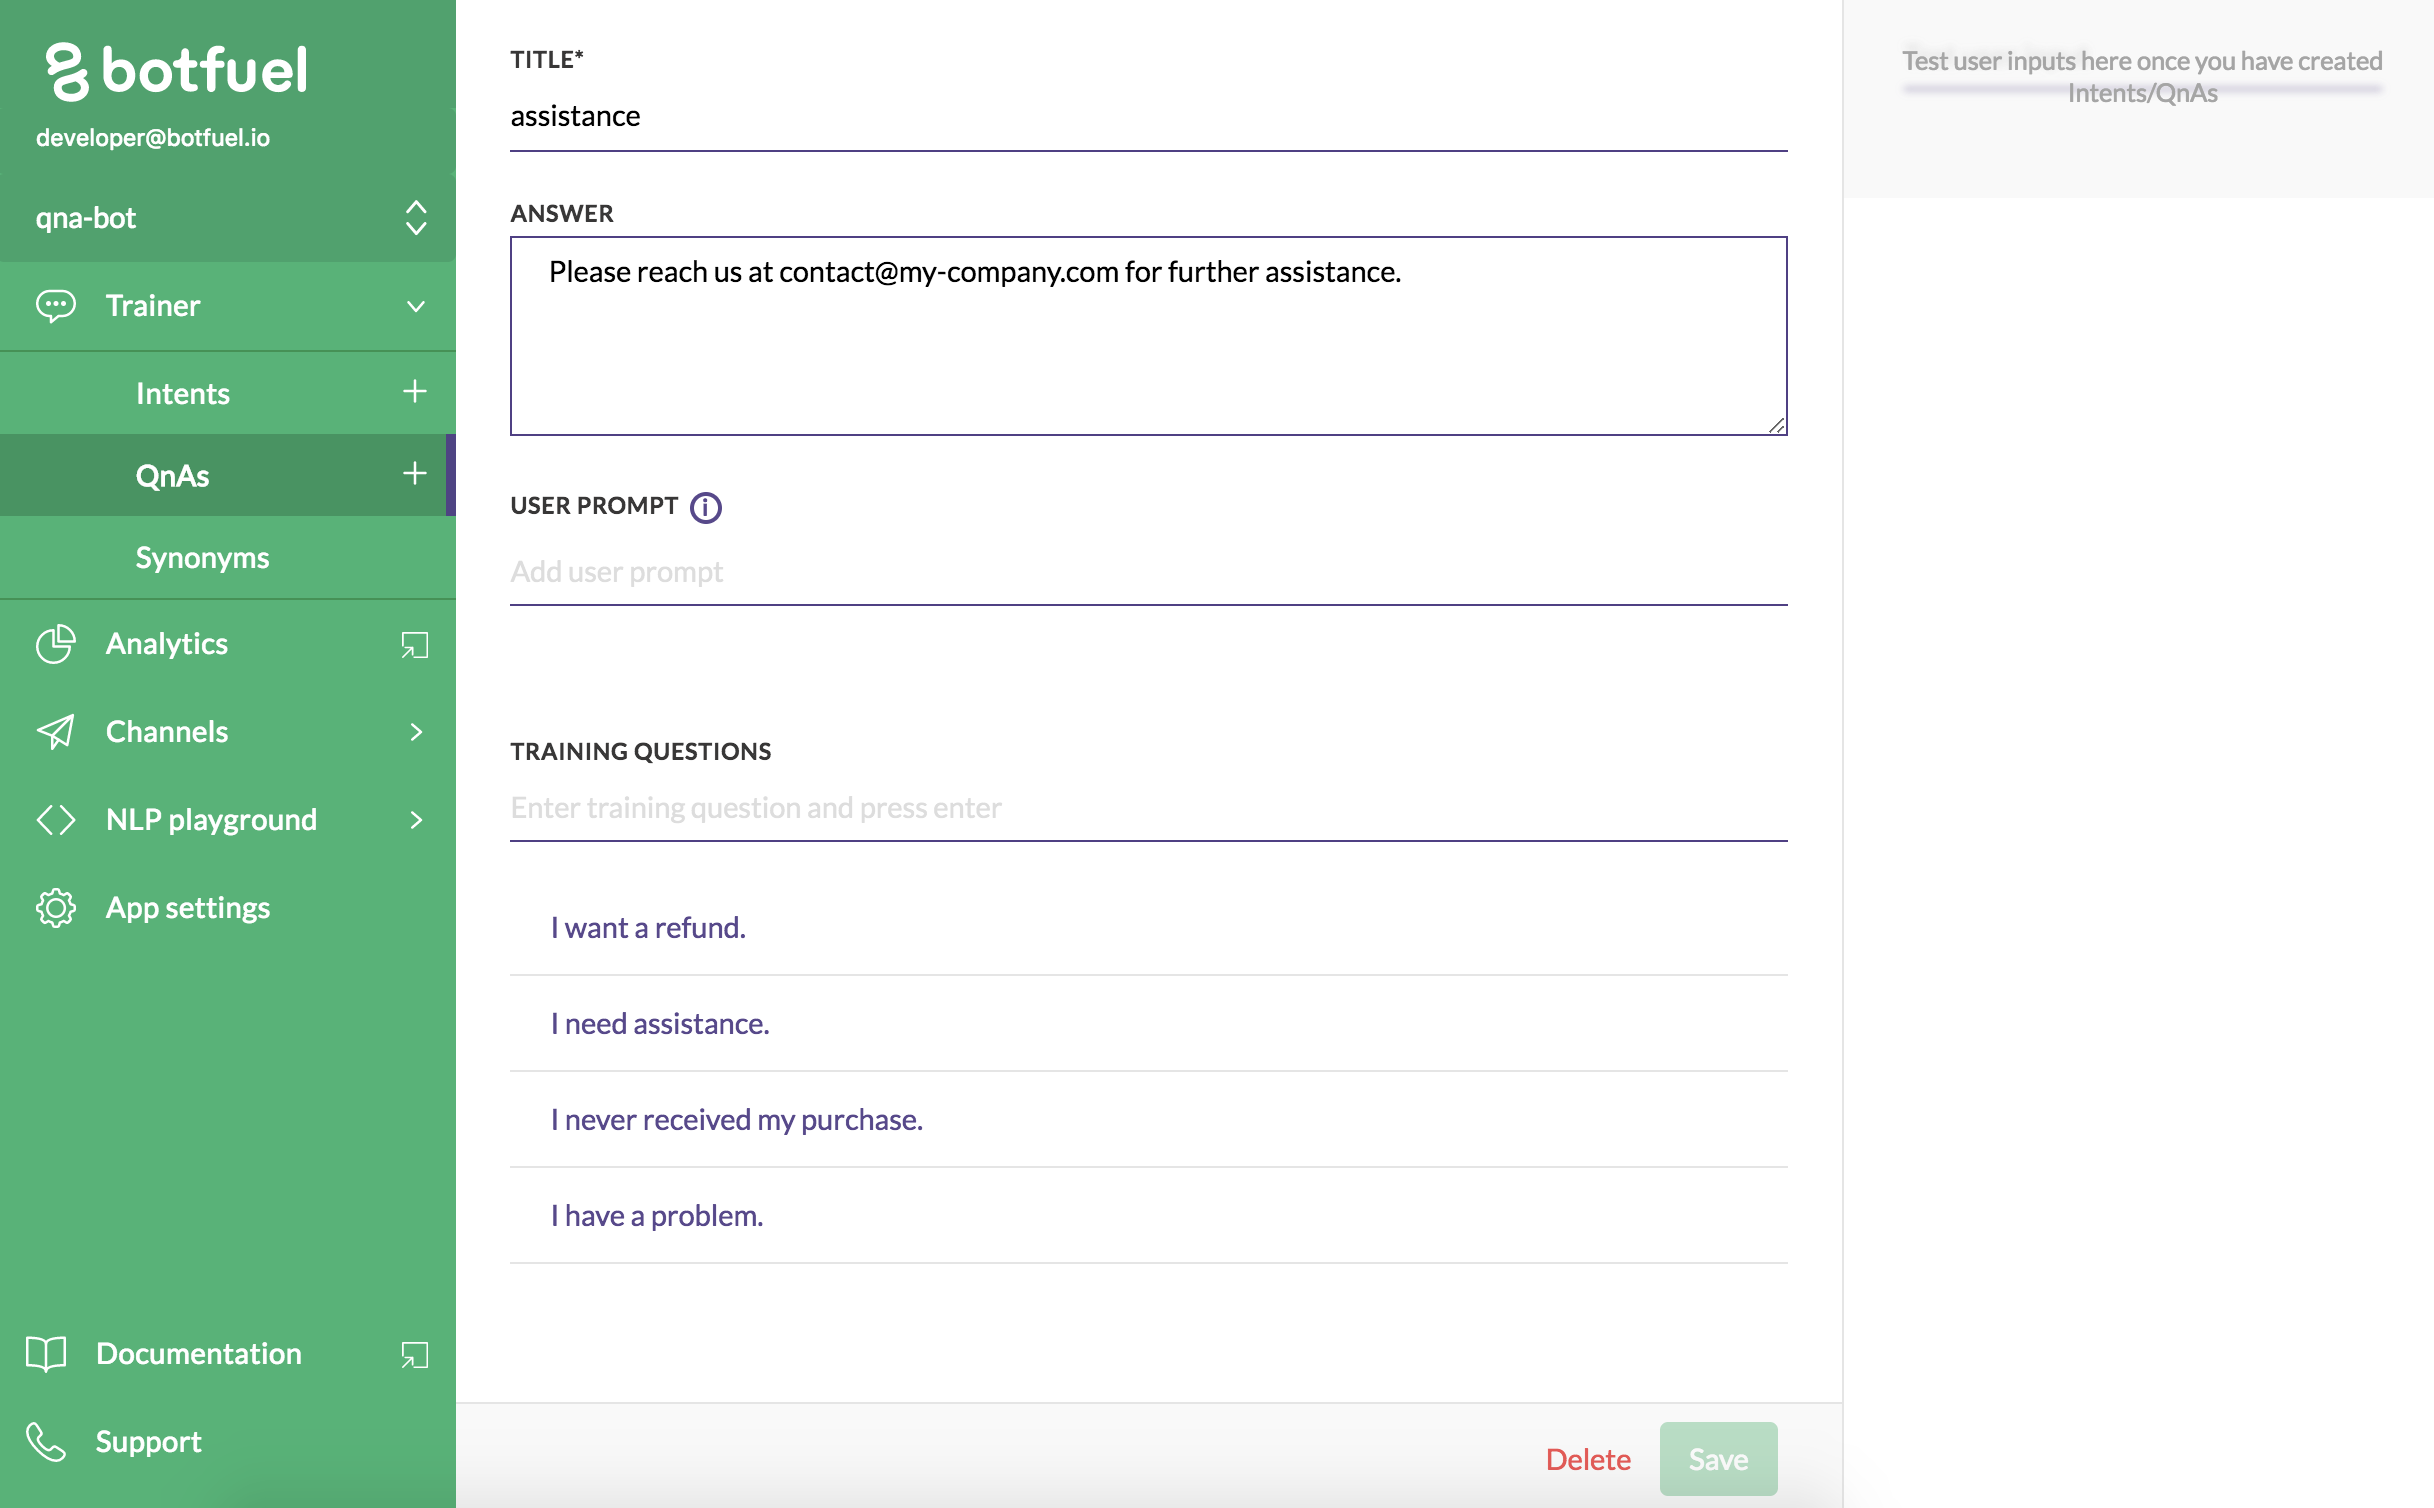 botfuel
developer@botfuel.io
qna-bot
Trainer
Intents
QnAs
Synonyms
Analytics
Channels
NLP playground
App settings
Documentation
Support
TITLE*
assistance
ANSWER
Please reach us at contact@my-company.com for further assistance.
USER PROMPT
Add user prompt
TRAINING QUESTIONS
Enter training question and press enter
I want a refund.
I need assistance.
I never received my purchase.
I have a problem.
Delete
Save
Test user inputs here once you have created
Intents/QnAs